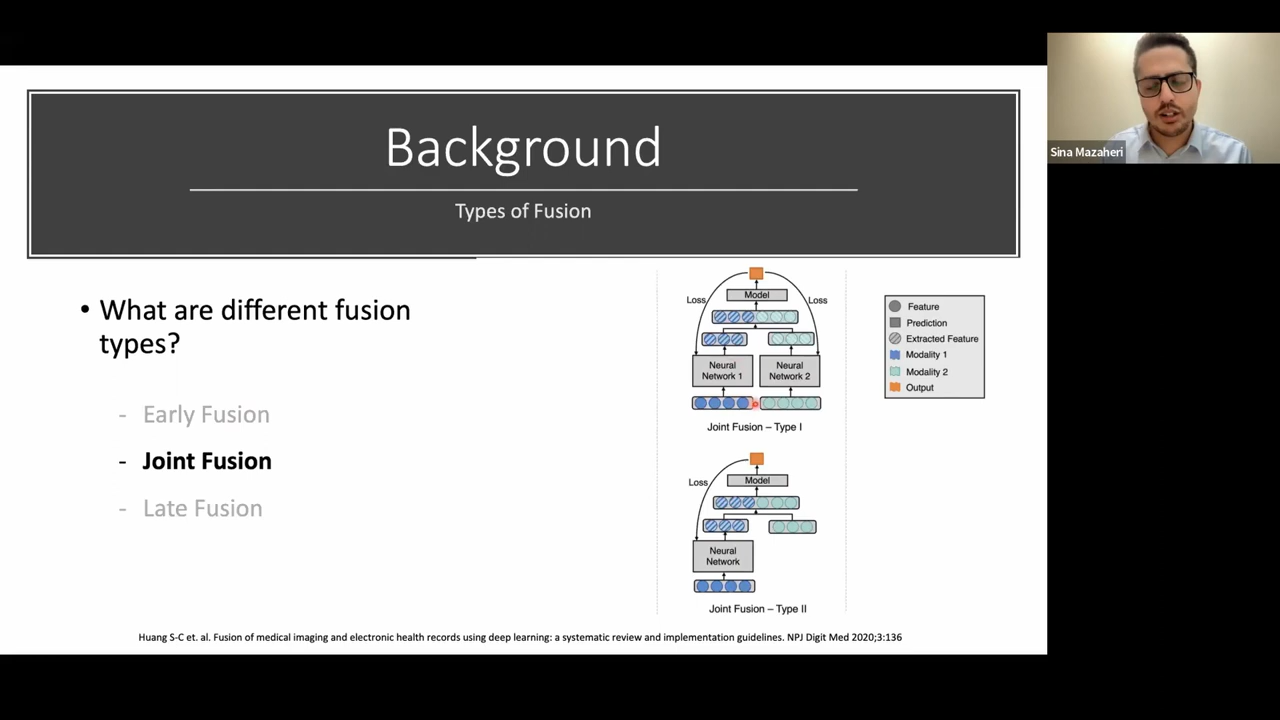 Background
Types of Fusion
Sina Mazaheri
• What are different fusion
types?
- Early Fusion
- Joint Fusion
- Late Fusion
Loss
Loss
Model
Neural
Network 1
Neural
Network 2
Joint Fusion – Type I
Loss
Model
Neural
Network
Joint Fusion – Type II
Feature
Prediction
Extracted Feature
Modality 1
Modality 2
Output
Huang S-C et. al. Fusion of medical imaging and electronic health records using deep learning: a systematic review and implementation guidelines. NPJ Digit Med 2020;3:136